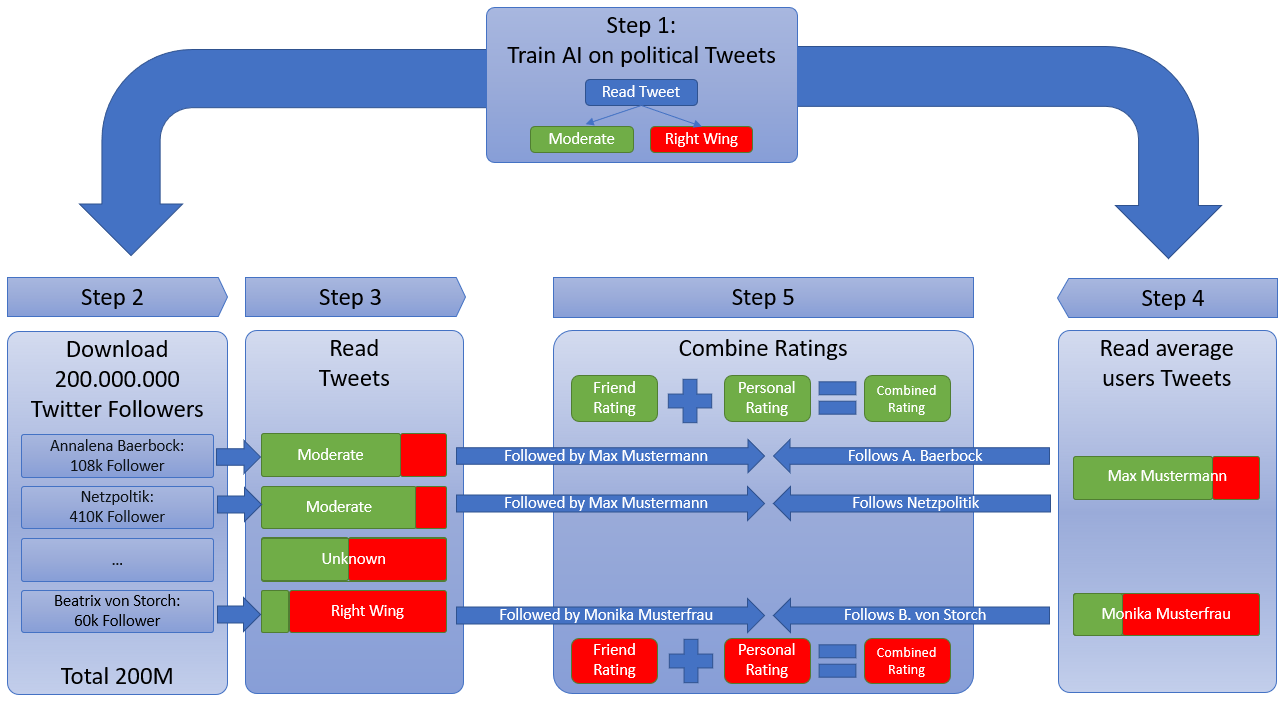 Step 1:
Train AI on political Tweets
Read Tweet
Moderate
Right Wing
Step 2
Download
200.000.000
Twitter Followers
Annalena Baerbock:
108k Follower
Netzpoltik:
410K Follower
...
Beatrix von Storch:
60k Follower
Total 200M
Step 3
Read
Tweets
Moderate
Moderate
Unknown
Right Wing
Step 5
Combine Ratings
Friend
Rating
Personal
Rating
Combined
Rating
Followed by Max Mustermann
Follows A. Baerbock
Followed by Max Mustermann
Follows Netzpolitik
Followed by Monika Musterfrau
Follows B. von Storch
Friend
Rating
Personal
Rating
Combined
Rating
Step 4
Read average
users Tweets
Max Mustermann
Monika Musterfrau